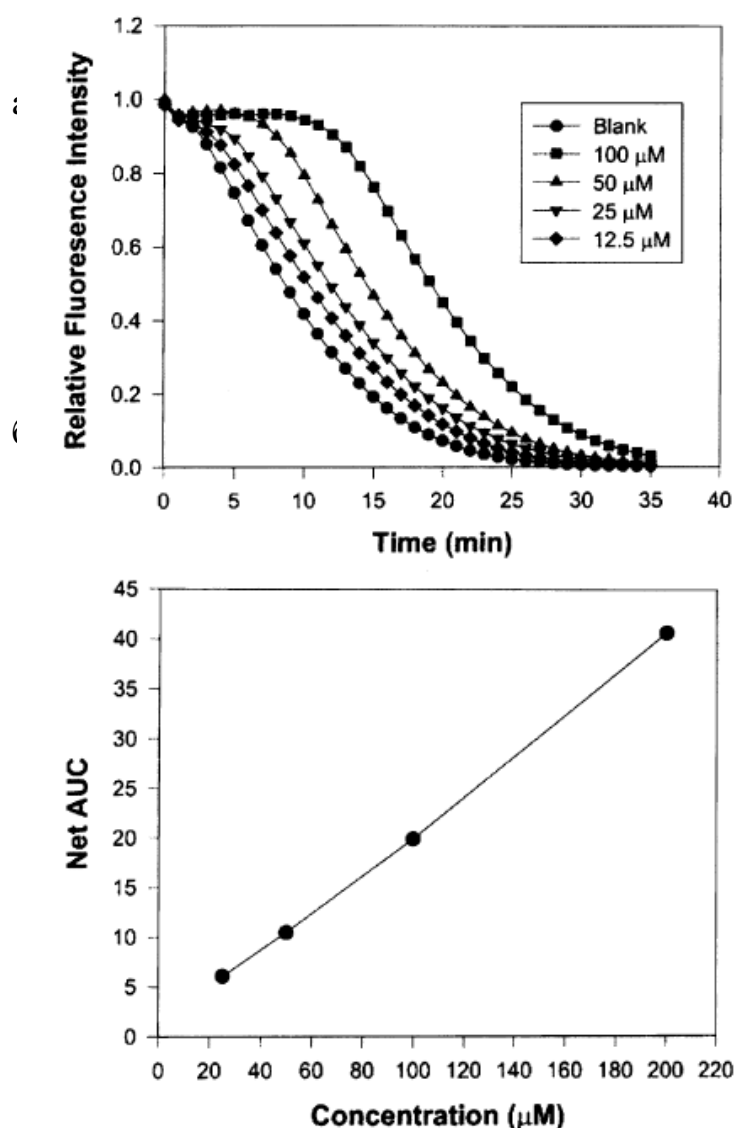 1.2
1.0
0.8
0.6
0.4
0.2
0.0
Relative Fluoresence Intensity
Blank
100 μM
50 μM
25 μM
12.5 μM
0 5 10 15 20 25 30 35 40
Time (min)
45
40
35
30
25
20
15
10
5
0
Net AUC
0 20 40 60 80 100 120 140 160 180 200 220
Concentration (μM)